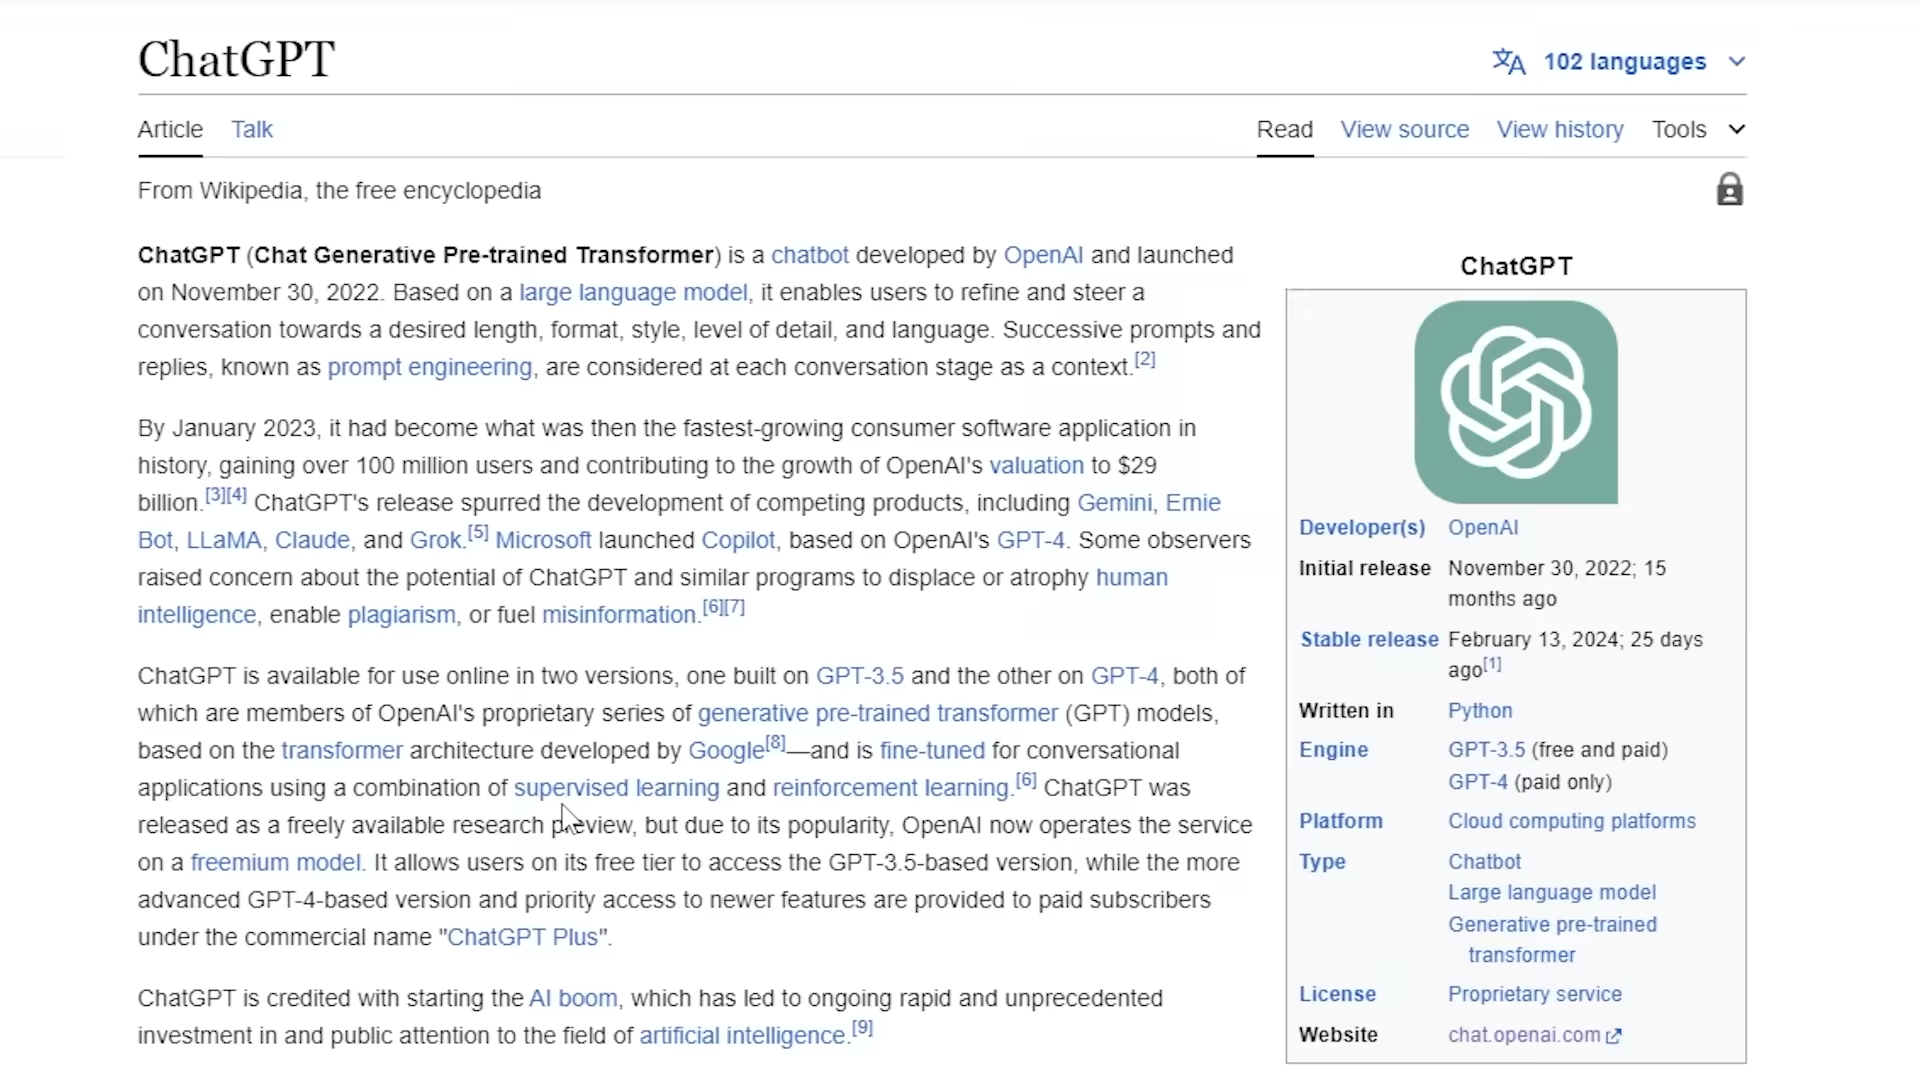 ChatGPT
102 languages
Article Talk
Read View source View history Tools
From Wikipedia, the free encyclopedia
ChatGPT (Chat Generative Pre-trained Transformer) is a chatbot developed by OpenAI and launched
on November 30, 2022. Based on a large language model, it enables users to refine and steer a
conversation towards a desired length, format, style, level of detail, and language. Successive prompts and
replies, known as prompt engineering, are considered at each conversation stage as a context.[2]
By January 2023, it had become what was then the fastest-growing consumer software application in
history, gaining over 100 million users and contributing to the growth of OpenAI's valuation to $29
billion.[3][4] ChatGPT's release spurred the development of competing products, including Gemini, Ernie
Bot, LLaMA, Claude, and Grok.[5] Microsoft launched Copilot, based on OpenAI's GPT-4. Some observers
raised concern about the potential of ChatGPT and similar programs to displace or atrophy human
intelligence, enable plagiarism, or fuel misinformation.[6][7]
ChatGPT is available for use online in two versions, one built on GPT-3.5 and the other on GPT-4, both of
which are members of OpenAI's proprietary series of generative pre-trained transformer (GPT) models,
based on the transformer architecture developed by Google[8]—and is fine-tuned for conversational
applications using a combination of supervised learning and reinforcement learning.[6] ChatGPT was
released as a freely available research preview, but due to its popularity, OpenAI now operates the service
on a freemium model. It allows users on its free tier to access the GPT-3.5-based version, while the more
advanced GPT-4-based version and priority access to newer features are provided to paid subscribers
under the commercial name "ChatGPT Plus".
ChatGPT is credited with starting the AI boom, which has led to ongoing rapid and unprecedented
investment in and public attention to the field of artificial intelligence.[9]
ChatGPT
Developer(s) OpenAI
Initial release November 30, 2022; 15
months ago
Stable release February 13, 2024; 25 days
ago[1]
Written in Python
Engine GPT-3.5 (free and paid)
GPT-4 (paid only)
Platform Cloud computing platforms
Type Chatbot
Large language model
Generative pre-trained
transformer
License Proprietary service
Website chat.openai.com